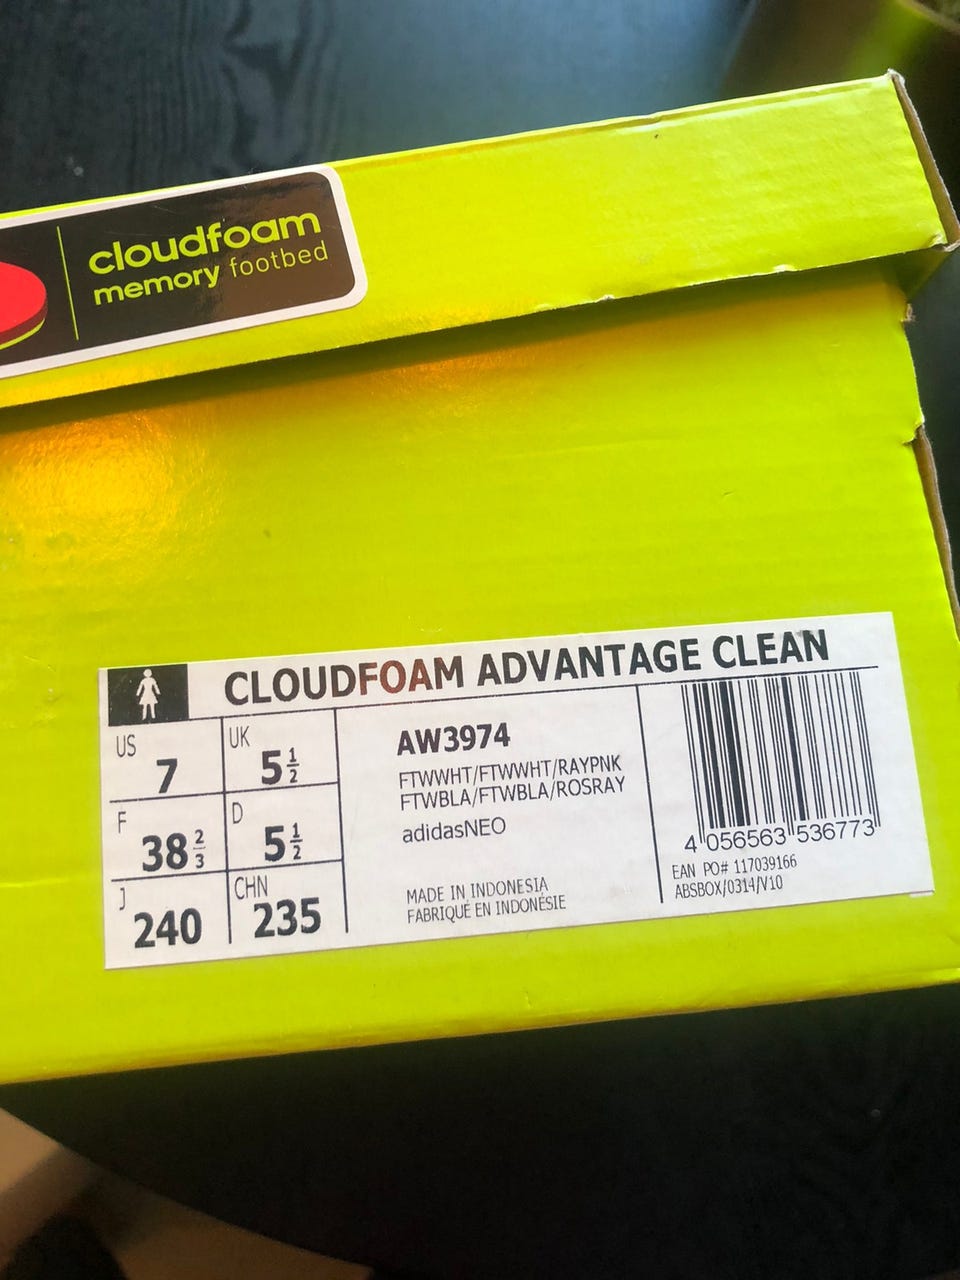 cloudfoam
memory footbed
CLOUDFOAM ADVANTAGE CLEAN
US
7
UK
5 1/2
F
38 2/3
D
5 1/2
J
240
CHN
235
AW3974
FTWWHT/FTWWHT/RAYPNK
FTWBLA/FTWBLA/ROSRAY
adidasNEO
MADE IN INDONESIA
FABRIQUÉ EN INDONÉSIE
4 056563 536773
EAN PO# 117039166
ABSBOX/0314/V10